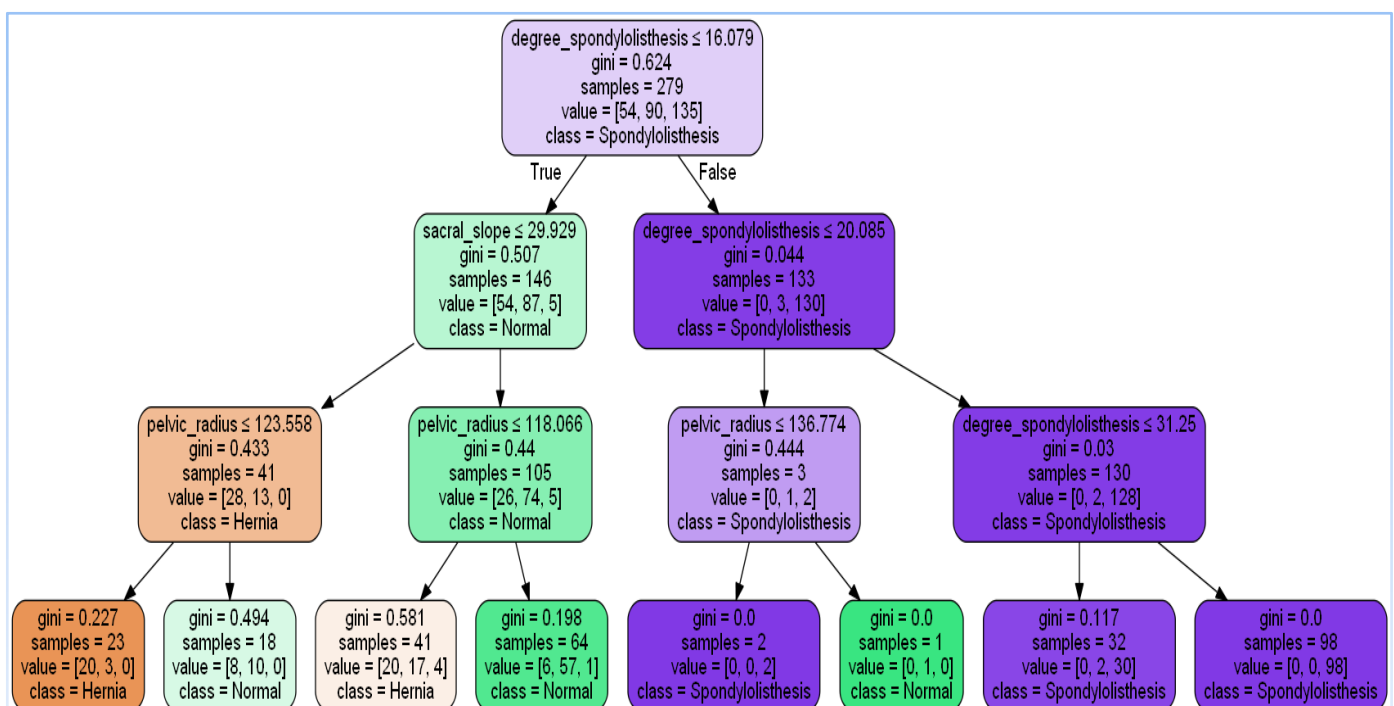 degree_spondylolisthesis ≤ 16.079
gini = 0.624
samples = 279
value = [54, 90, 135]
class = Spondylolisthesis
True
False
sacral_slope ≤ 29.929
gini = 0.507
samples = 146
value = [54, 87, 5]
class = Normal
degree_spondylolisthesis ≤ 20.085
gini = 0.044
samples = 133
value = [0, 3, 130]
class = Spondylolisthesis
pelvic_radius ≤ 123.558
gini = 0.433
samples = 41
value = [28, 13, 0]
class = Hernia
pelvic_radius ≤ 118.066
gini = 0.44
samples = 105
value = [26, 74, 5]
class = Normal
pelvic_radius ≤ 136.774
gini = 0.444
samples = 3
value = [0, 1, 2]
class = Spondylolisthesis
degree_spondylolisthesis ≤ 31.25
gini = 0.03
samples = 130
value = [0, 2, 128]
class = Spondylolisthesis
gini = 0.227
samples = 23
value = [20, 3, 0]
class = Hernia
gini = 0.494
samples = 18
value = [8, 10, 0]
class = Normal
gini = 0.581
samples = 41
value = [20, 17, 4]
class = Hernia
gini = 0.198
samples = 64
value = [6, 57, 1]
class = Normal
gini = 0.0
samples = 2
value = [0, 0, 2]
class = Spondylolisthesis
gini = 0.0
samples = 1
value = [0, 1, 0]
class = Normal
gini = 0.117
samples = 32
value = [0, 2, 30]
class = Spondylolisthesis
gini = 0.0
samples = 98
value = [0, 0, 98]
class = Spondylolisthesis